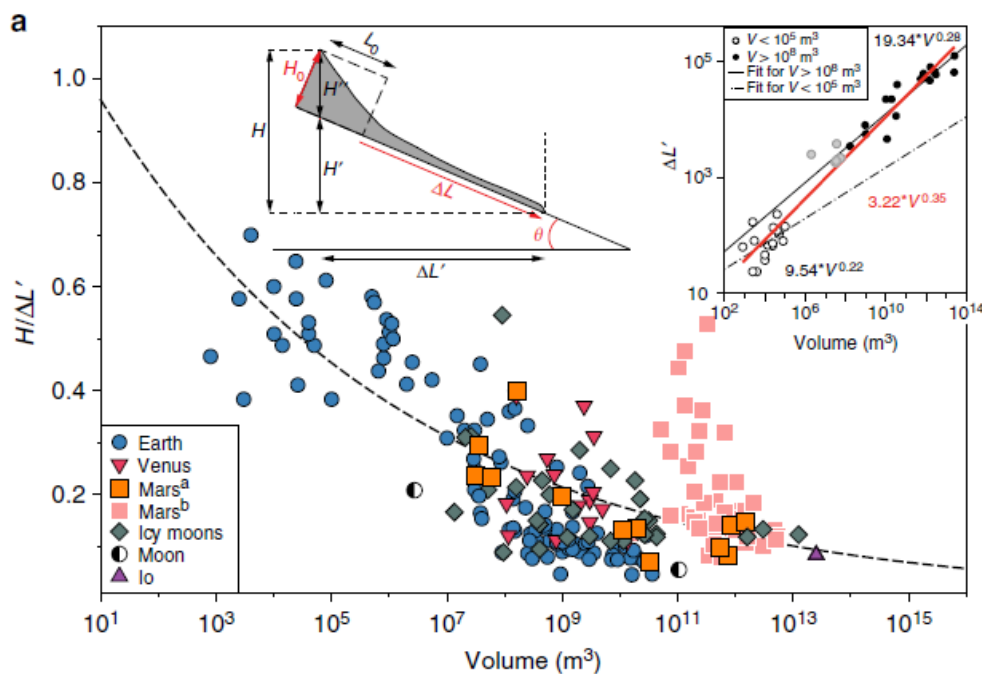 a
H/ΔL'
1.0
0.8
0.6
0.4
0.2
10¹ 10³ 10⁵ 10⁷ 10⁹ 10¹¹ 10¹³ 10¹⁵
Volume (m³)
Earth
Venus
Marsᵃ
Marsᵇ
Icy moons
Moon
Io
L₀
H₀
H''
H
H'
ΔL
θ
ΔL'
V < 10⁵ m³
V > 10⁸ m³
Fit for V > 10⁸ m³
Fit for V < 10⁵ m³
19.34*V^0.28
3.22*V^0.35
9.54*V^0.22
ΔL'
10⁵
10³
10
10² 10⁶ 10¹⁰ 10¹⁴
Volume (m³)